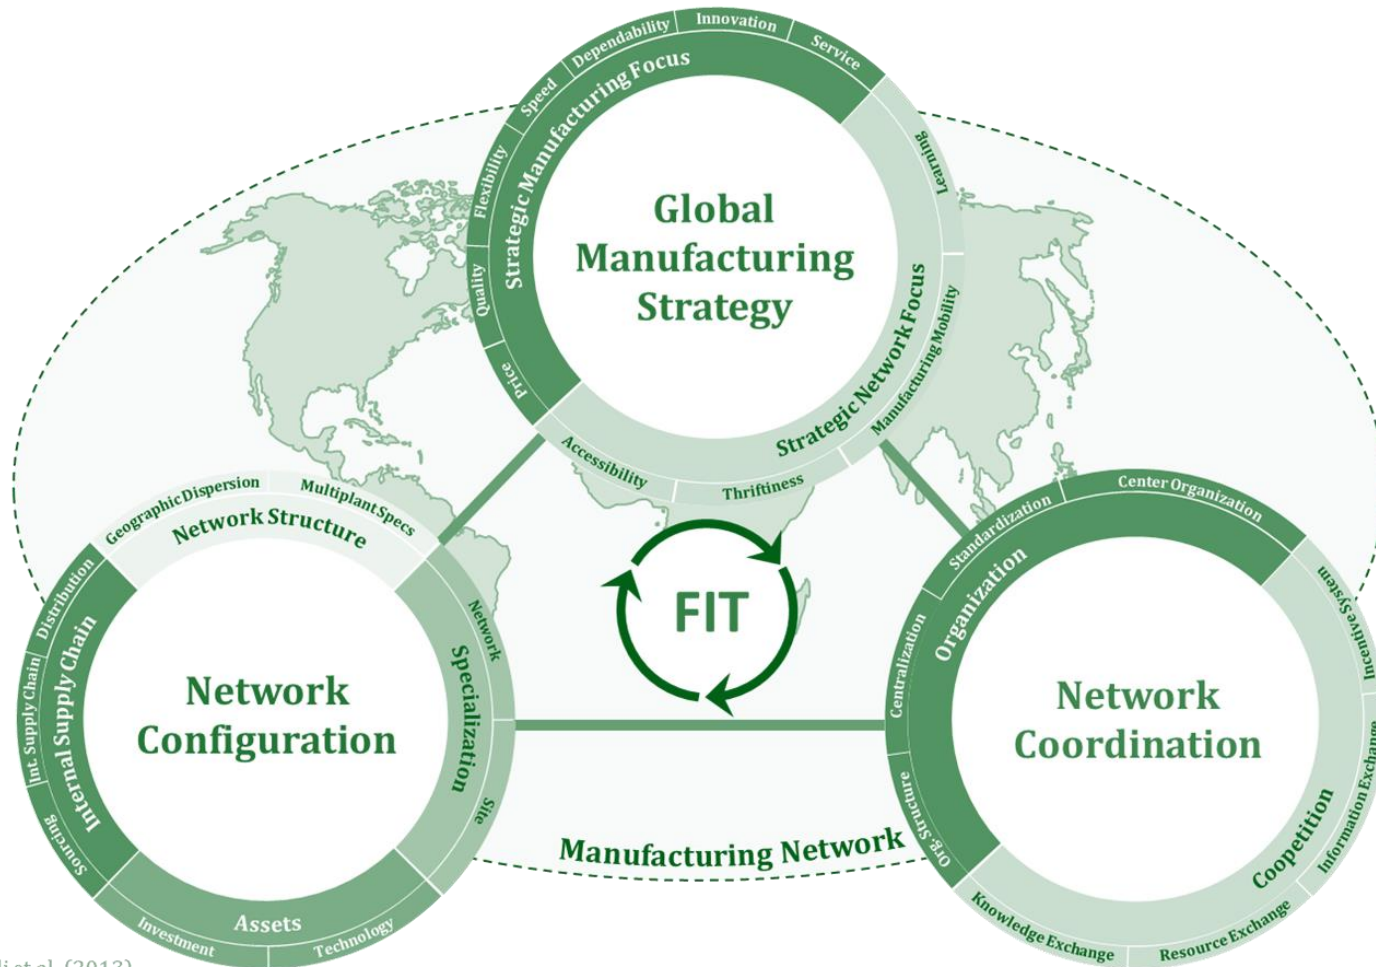 Innovation
Dependability
Service
Speed
Flexibility
Quality
Price
Strategic Manufacturing Focus
Learning
Manufacturing Mobility
Thriftiness
Accessibility
Strategic Network Focus
Global
Manufacturing
Strategy
Geographic Dispersion
Multiplant Specs
Network Structure
Distribution
Int. Supply Chain
Sourcing
Internal Supply Chain
Network
Site
Specialization
Investment
Technology
Assets
Network
Configuration
FIT
Center Organization
Standardization
Centralization
Org. Structure
Organization
Incentive System
Information Exchange
Resource Exchange
Knowledge Exchange
Coopetition
Network
Coordination
Manufacturing Network
et al. (2013)